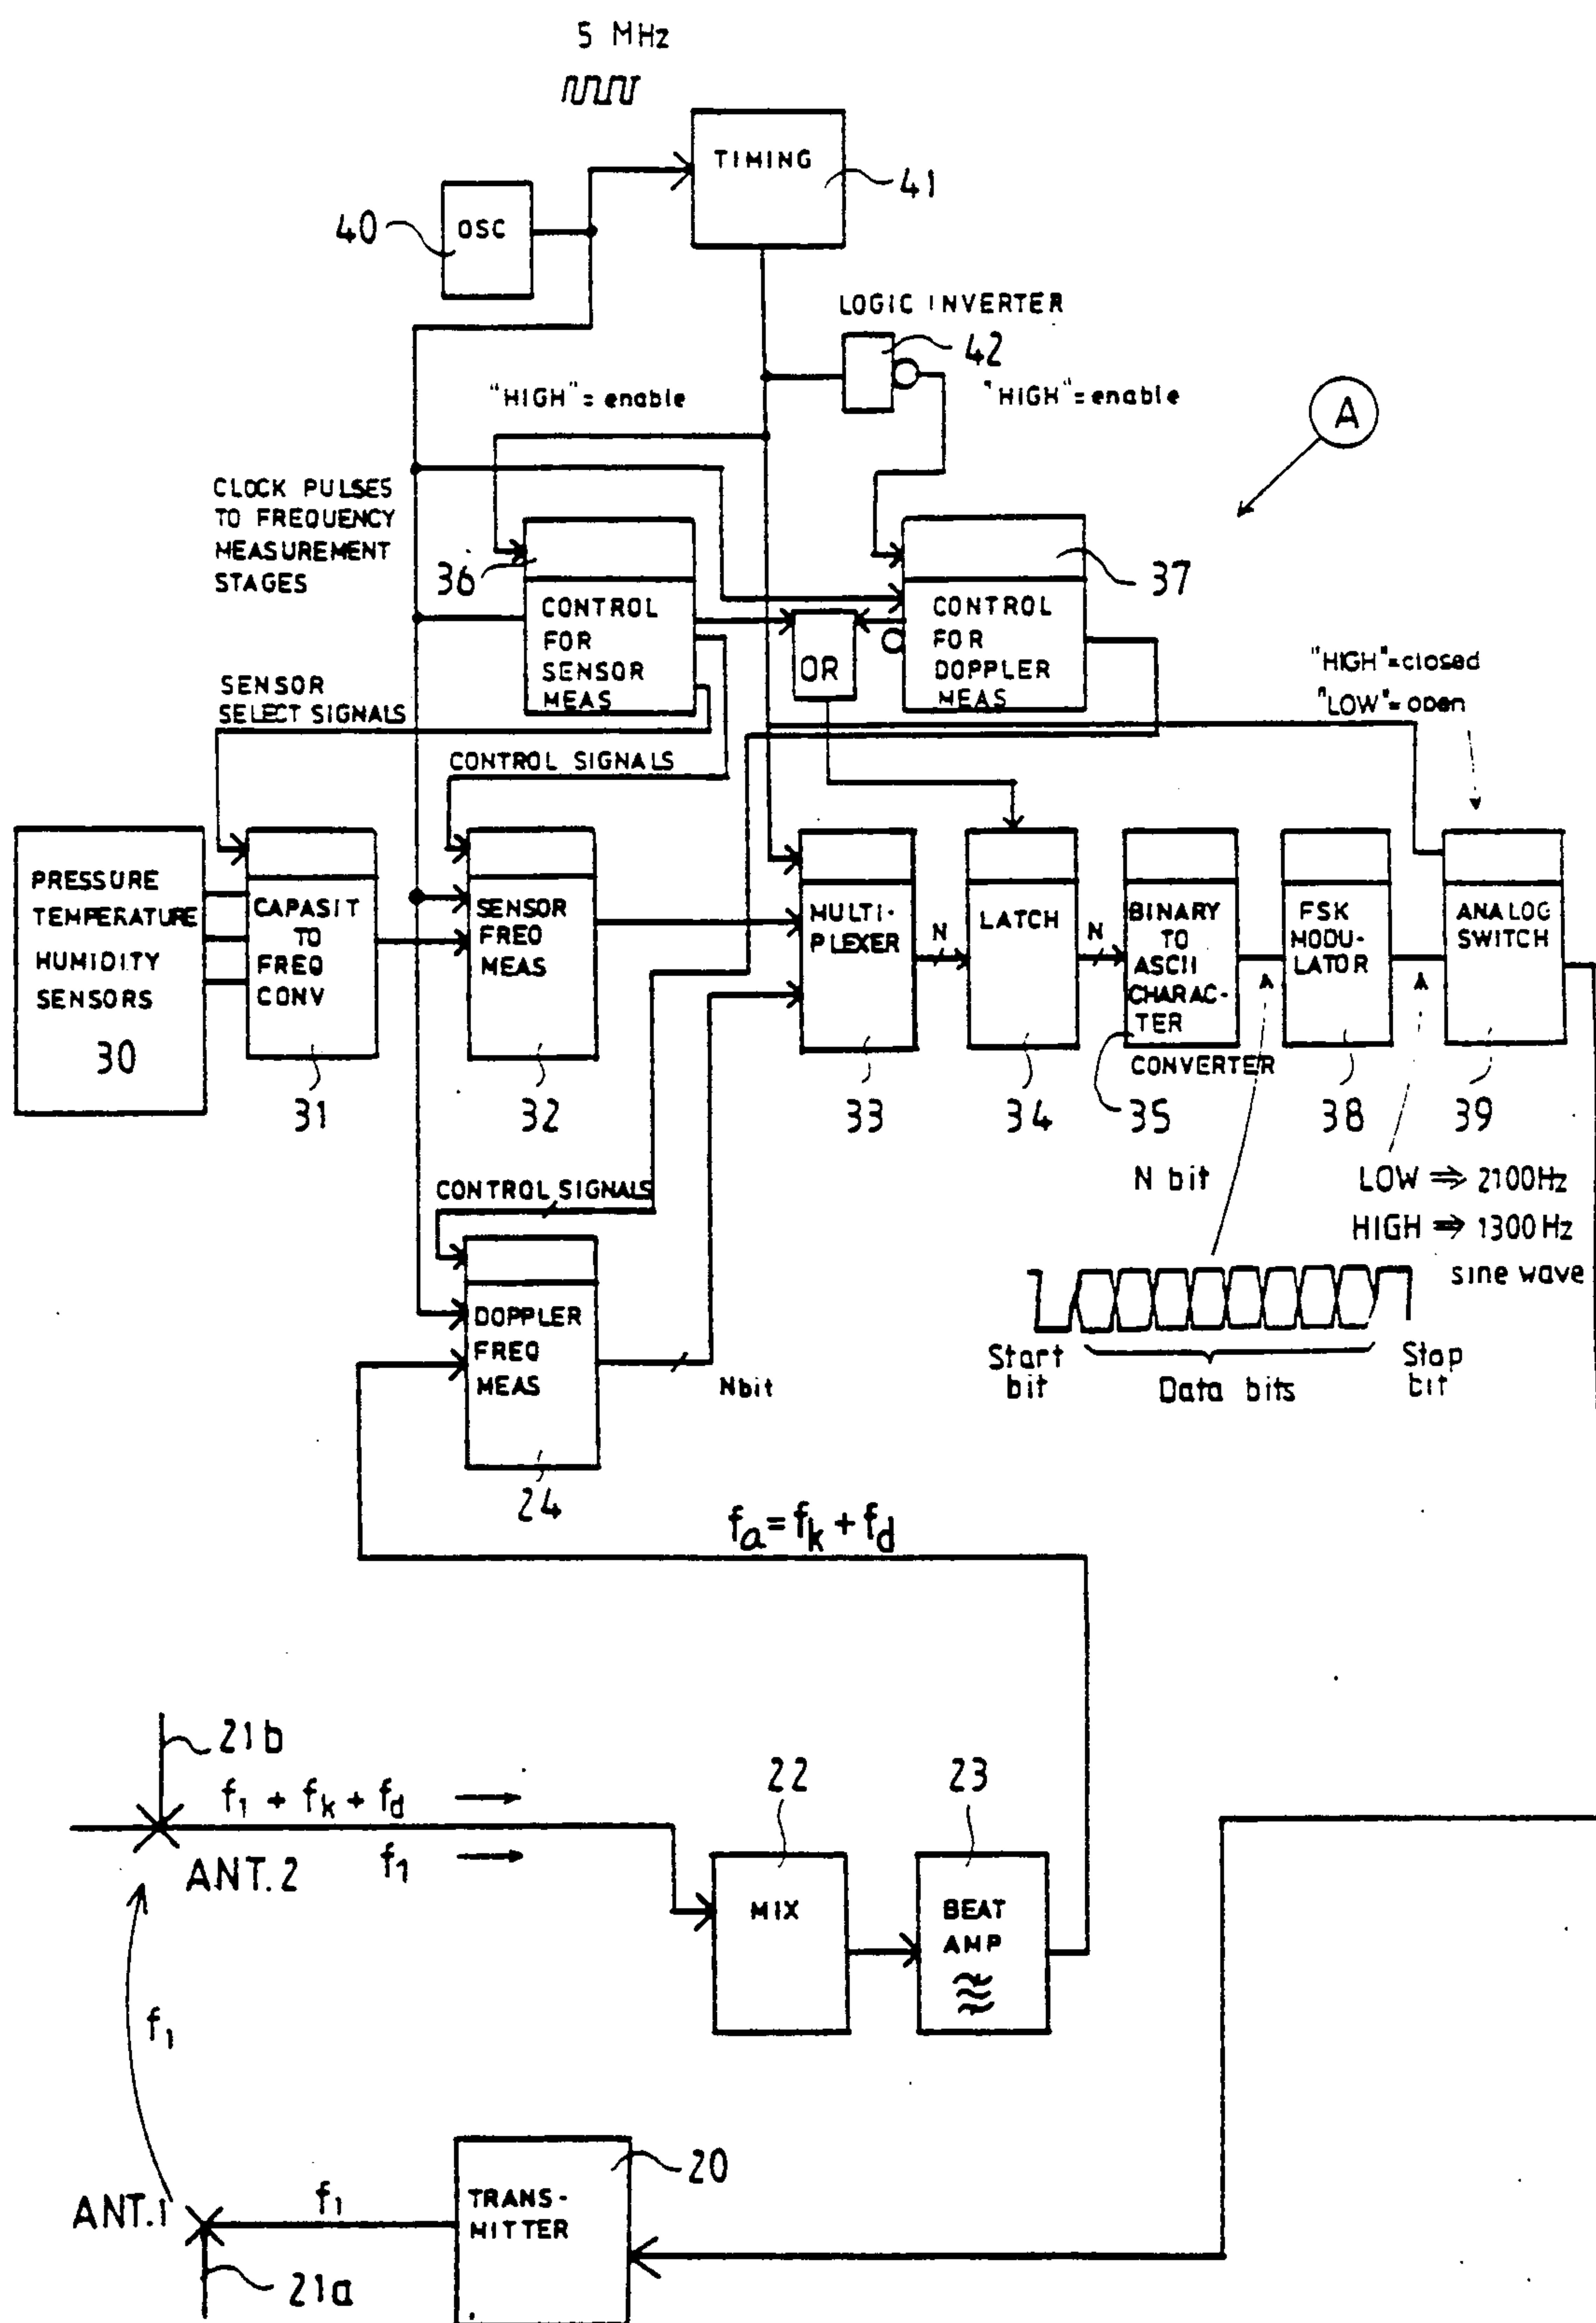 5 MHz
TIMING
41
40
OSC
LOGIC INVERTER
42
"HIGH" = enable
"HIGH" = enable
A
CLOCK PULSES
TO FREQUENCY
MEASUREMENT
STAGES
36
37
CONTROL
FOR
SENSOR
MEAS
OR
CONTROL
FOR
DOPPLER
MEAS
"HIGH"=closed
"LOW"=open
SENSOR
SELECT SIGNALS
CONTROL SIGNALS
PRESSURE
TEMPERATURE
HUMIDITY
SENSORS
30
CAPASIT
TO
FREQ
CONV
31
SENSOR
FREQ
MEAS
32
MULTI-
PLEXER
33
N
LATCH
34
N
BINARY
TO
ASCII
CHARAC-
TER
CONVERTER
35
FSK
MODU-
LATOR
38
ANALOG
SWITCH
39
N bit
LOW ⇒ 2100Hz
HIGH ⇒ 1300Hz
sine wave
Start
bit
Data bits
Stop
bit
CONTROL SIGNALS
DOPPLER
FREQ
MEAS
24
Nbit
fa = fk + fd
21b
f1 + fk + fd
f1
ANT.2
22
MIX
23
BEAT
AMP
f1
ANT.1
f1
21a
20
TRANS-
MITTER